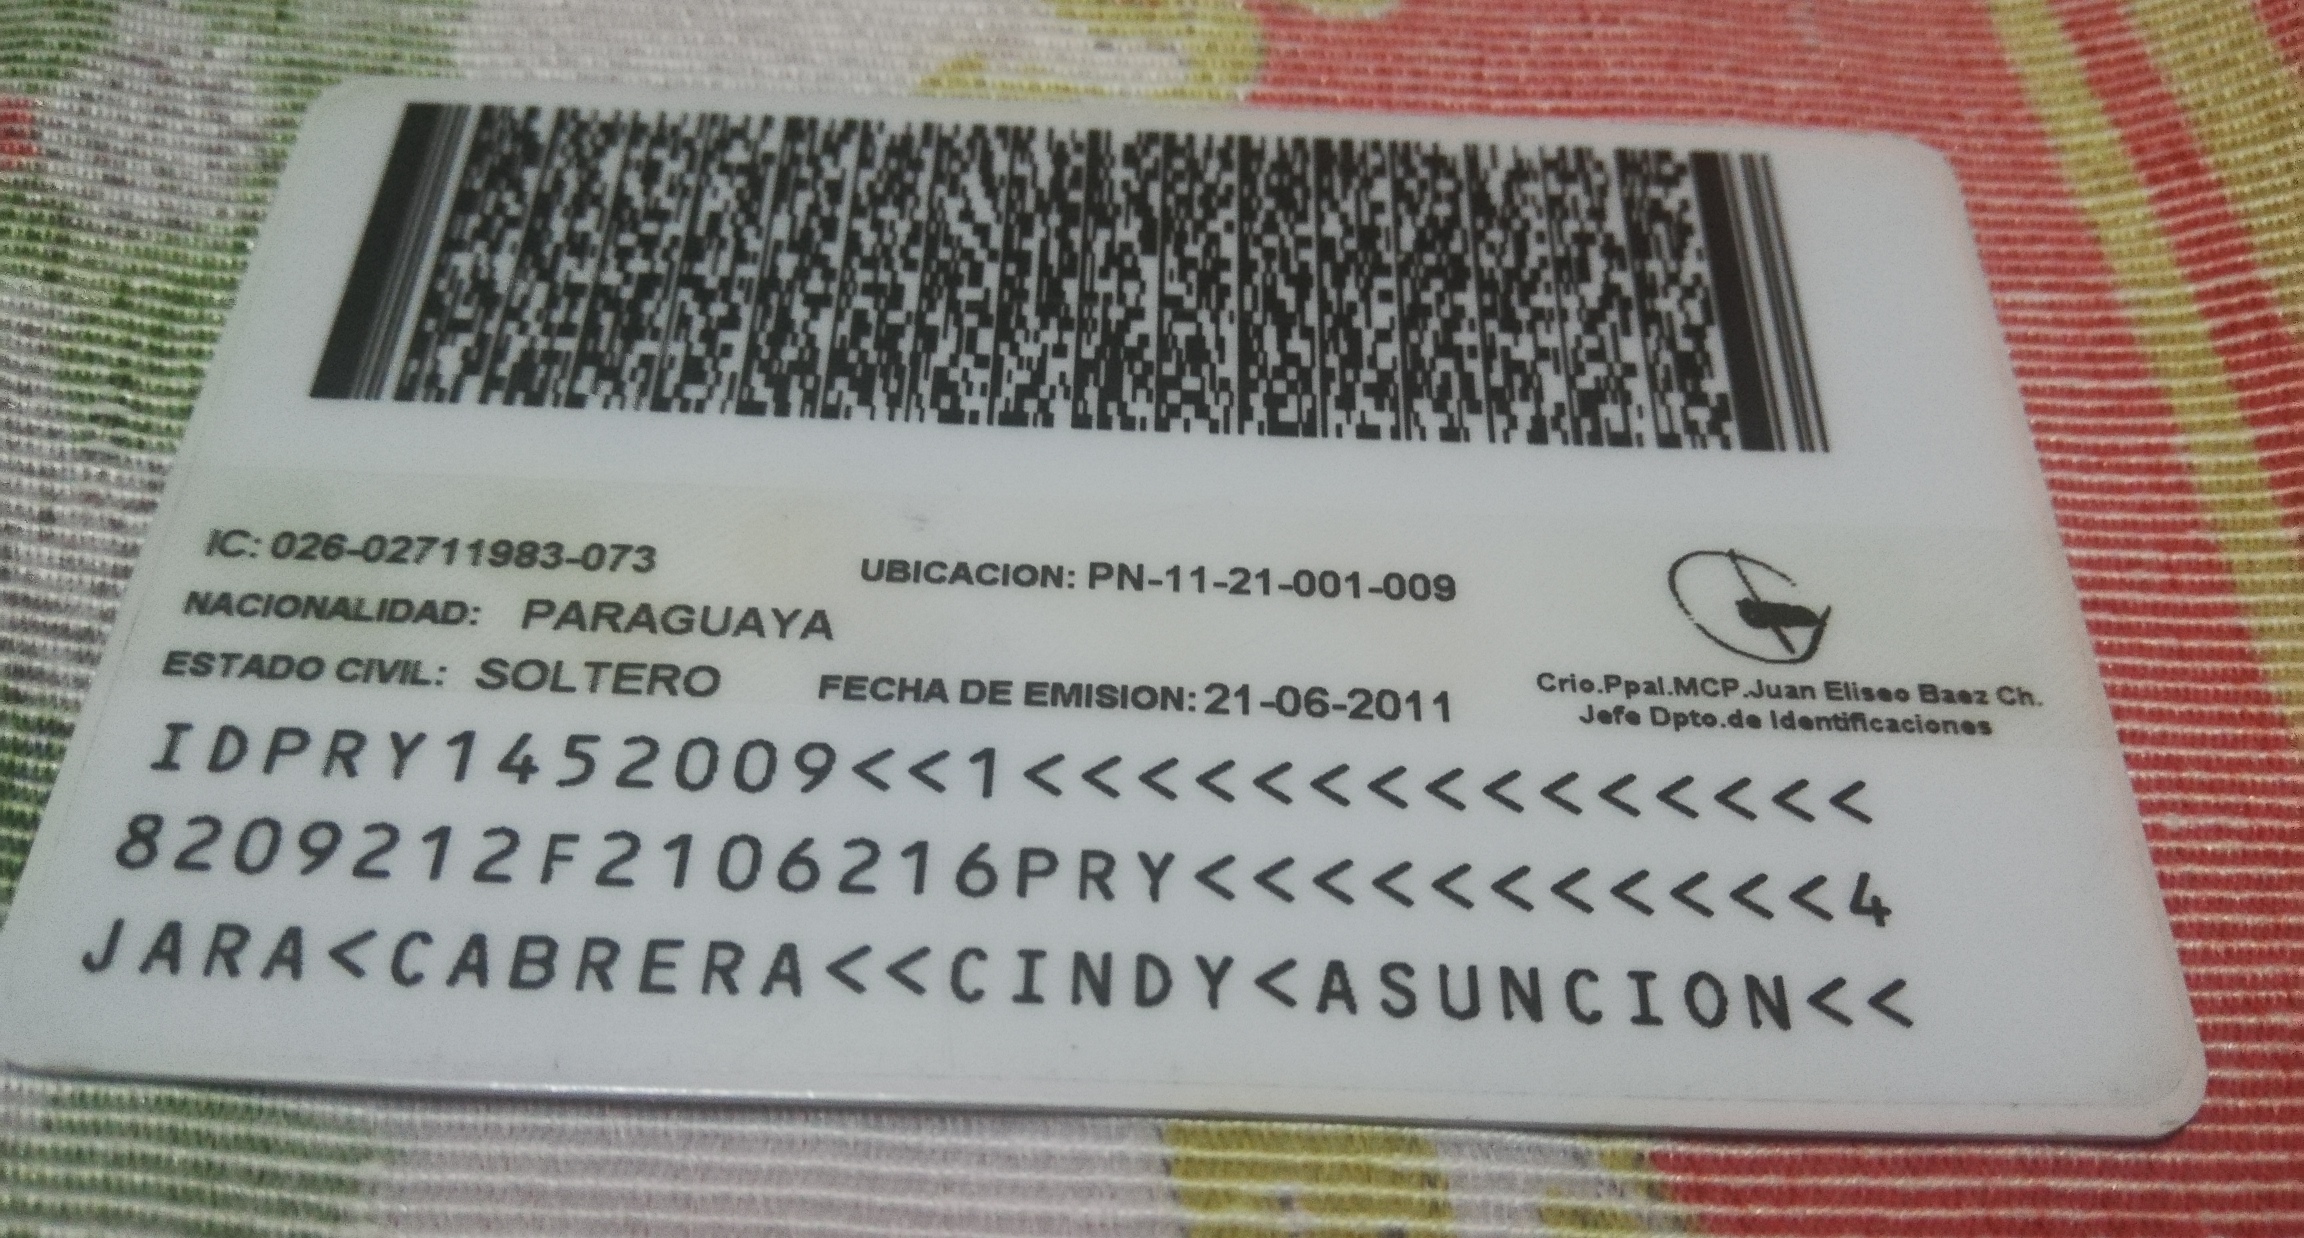 IC: 026-02711983-073
UBICACION: PN-11-21-001-009
NACIONALIDAD: PARAGUAYA
ESTADO CIVIL: SOLTERO
FECHA DE EMISION: 21-06-2011
Crio.Ppal.MCP.Juan Eliseo Baez Ch.
Jefe Dpto.de Identificaciones
IDPRY1452009<<1<<<<<<<<<<<<<<<
8209212F2106216PRY<<<<<<<<<<<4
JARA<CABRERA<<CINDY<ASUNCION<<